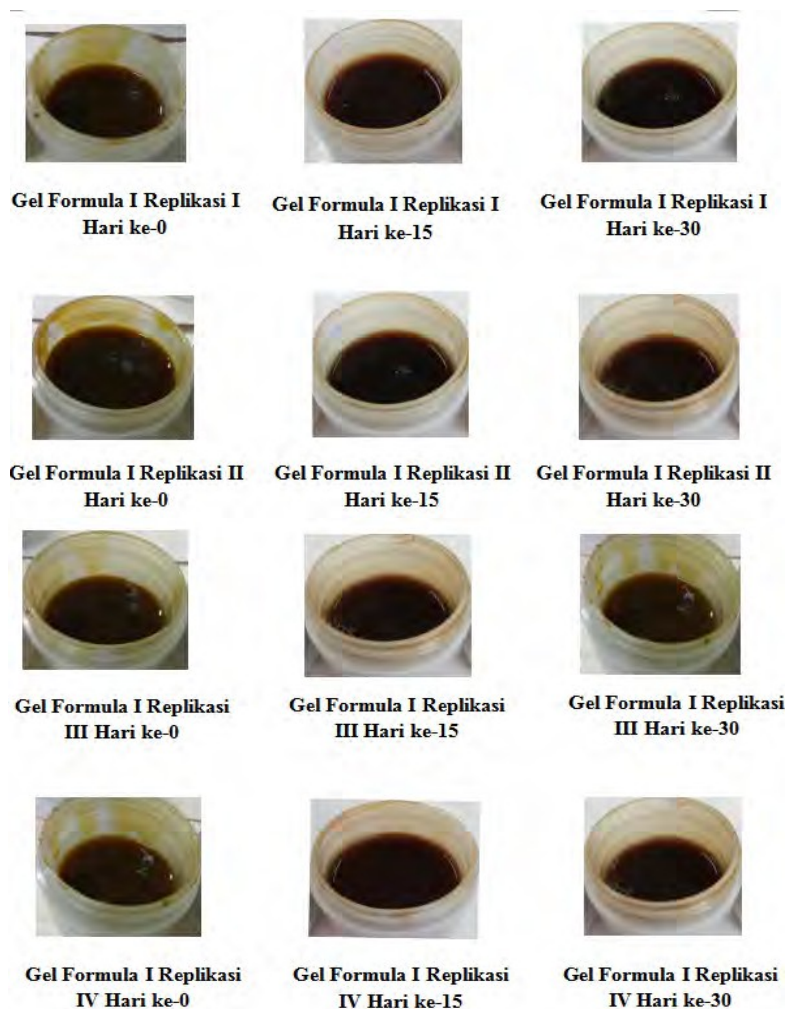 Gel Formula I Replikasi I
Hari ke-0
Gel Formula I Replikasi I
Hari ke-15
Gel Formula I Replikasi I
Hari ke-30
Gel Formula I Replikasi II
Hari ke-0
Gel Formula I Replikasi II
Hari ke-15
Gel Formula I Replikasi II
Hari ke-30
Gel Formula I Replikasi
III Hari ke-0
Gel Formula I Replikasi
III Hari ke-15
Gel Formula I Replikasi
III Hari ke-30
Gel Formula I Replikasi
IV Hari ke-0
Gel Formula I Replikasi
IV Hari ke-15
Gel Formula I Replikasi
IV Hari ke-30